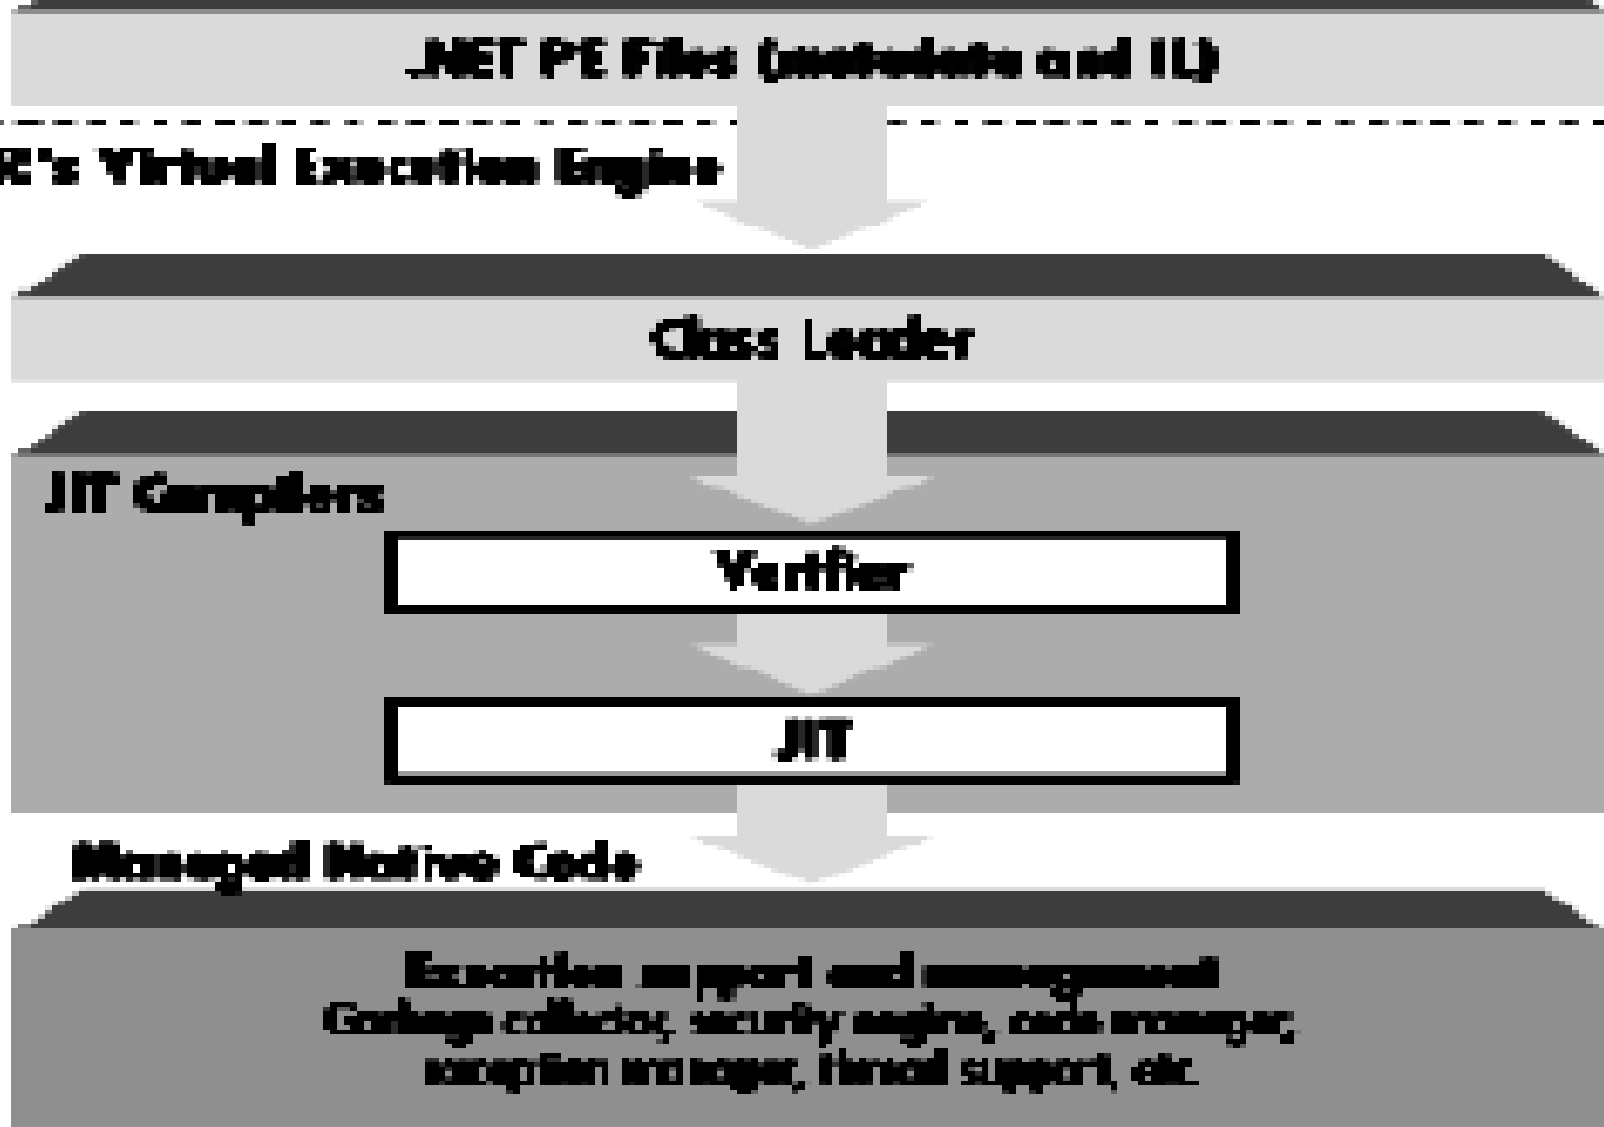 .NET PE Files (metadata and IL)
R's Virtual Execution Engine
Class Loader
JIT Compilers
Verifier
JIT
Managed Native Code
Execution support and management
Garbage collector, security engine, code manager,
exception manager, thread support, etc.